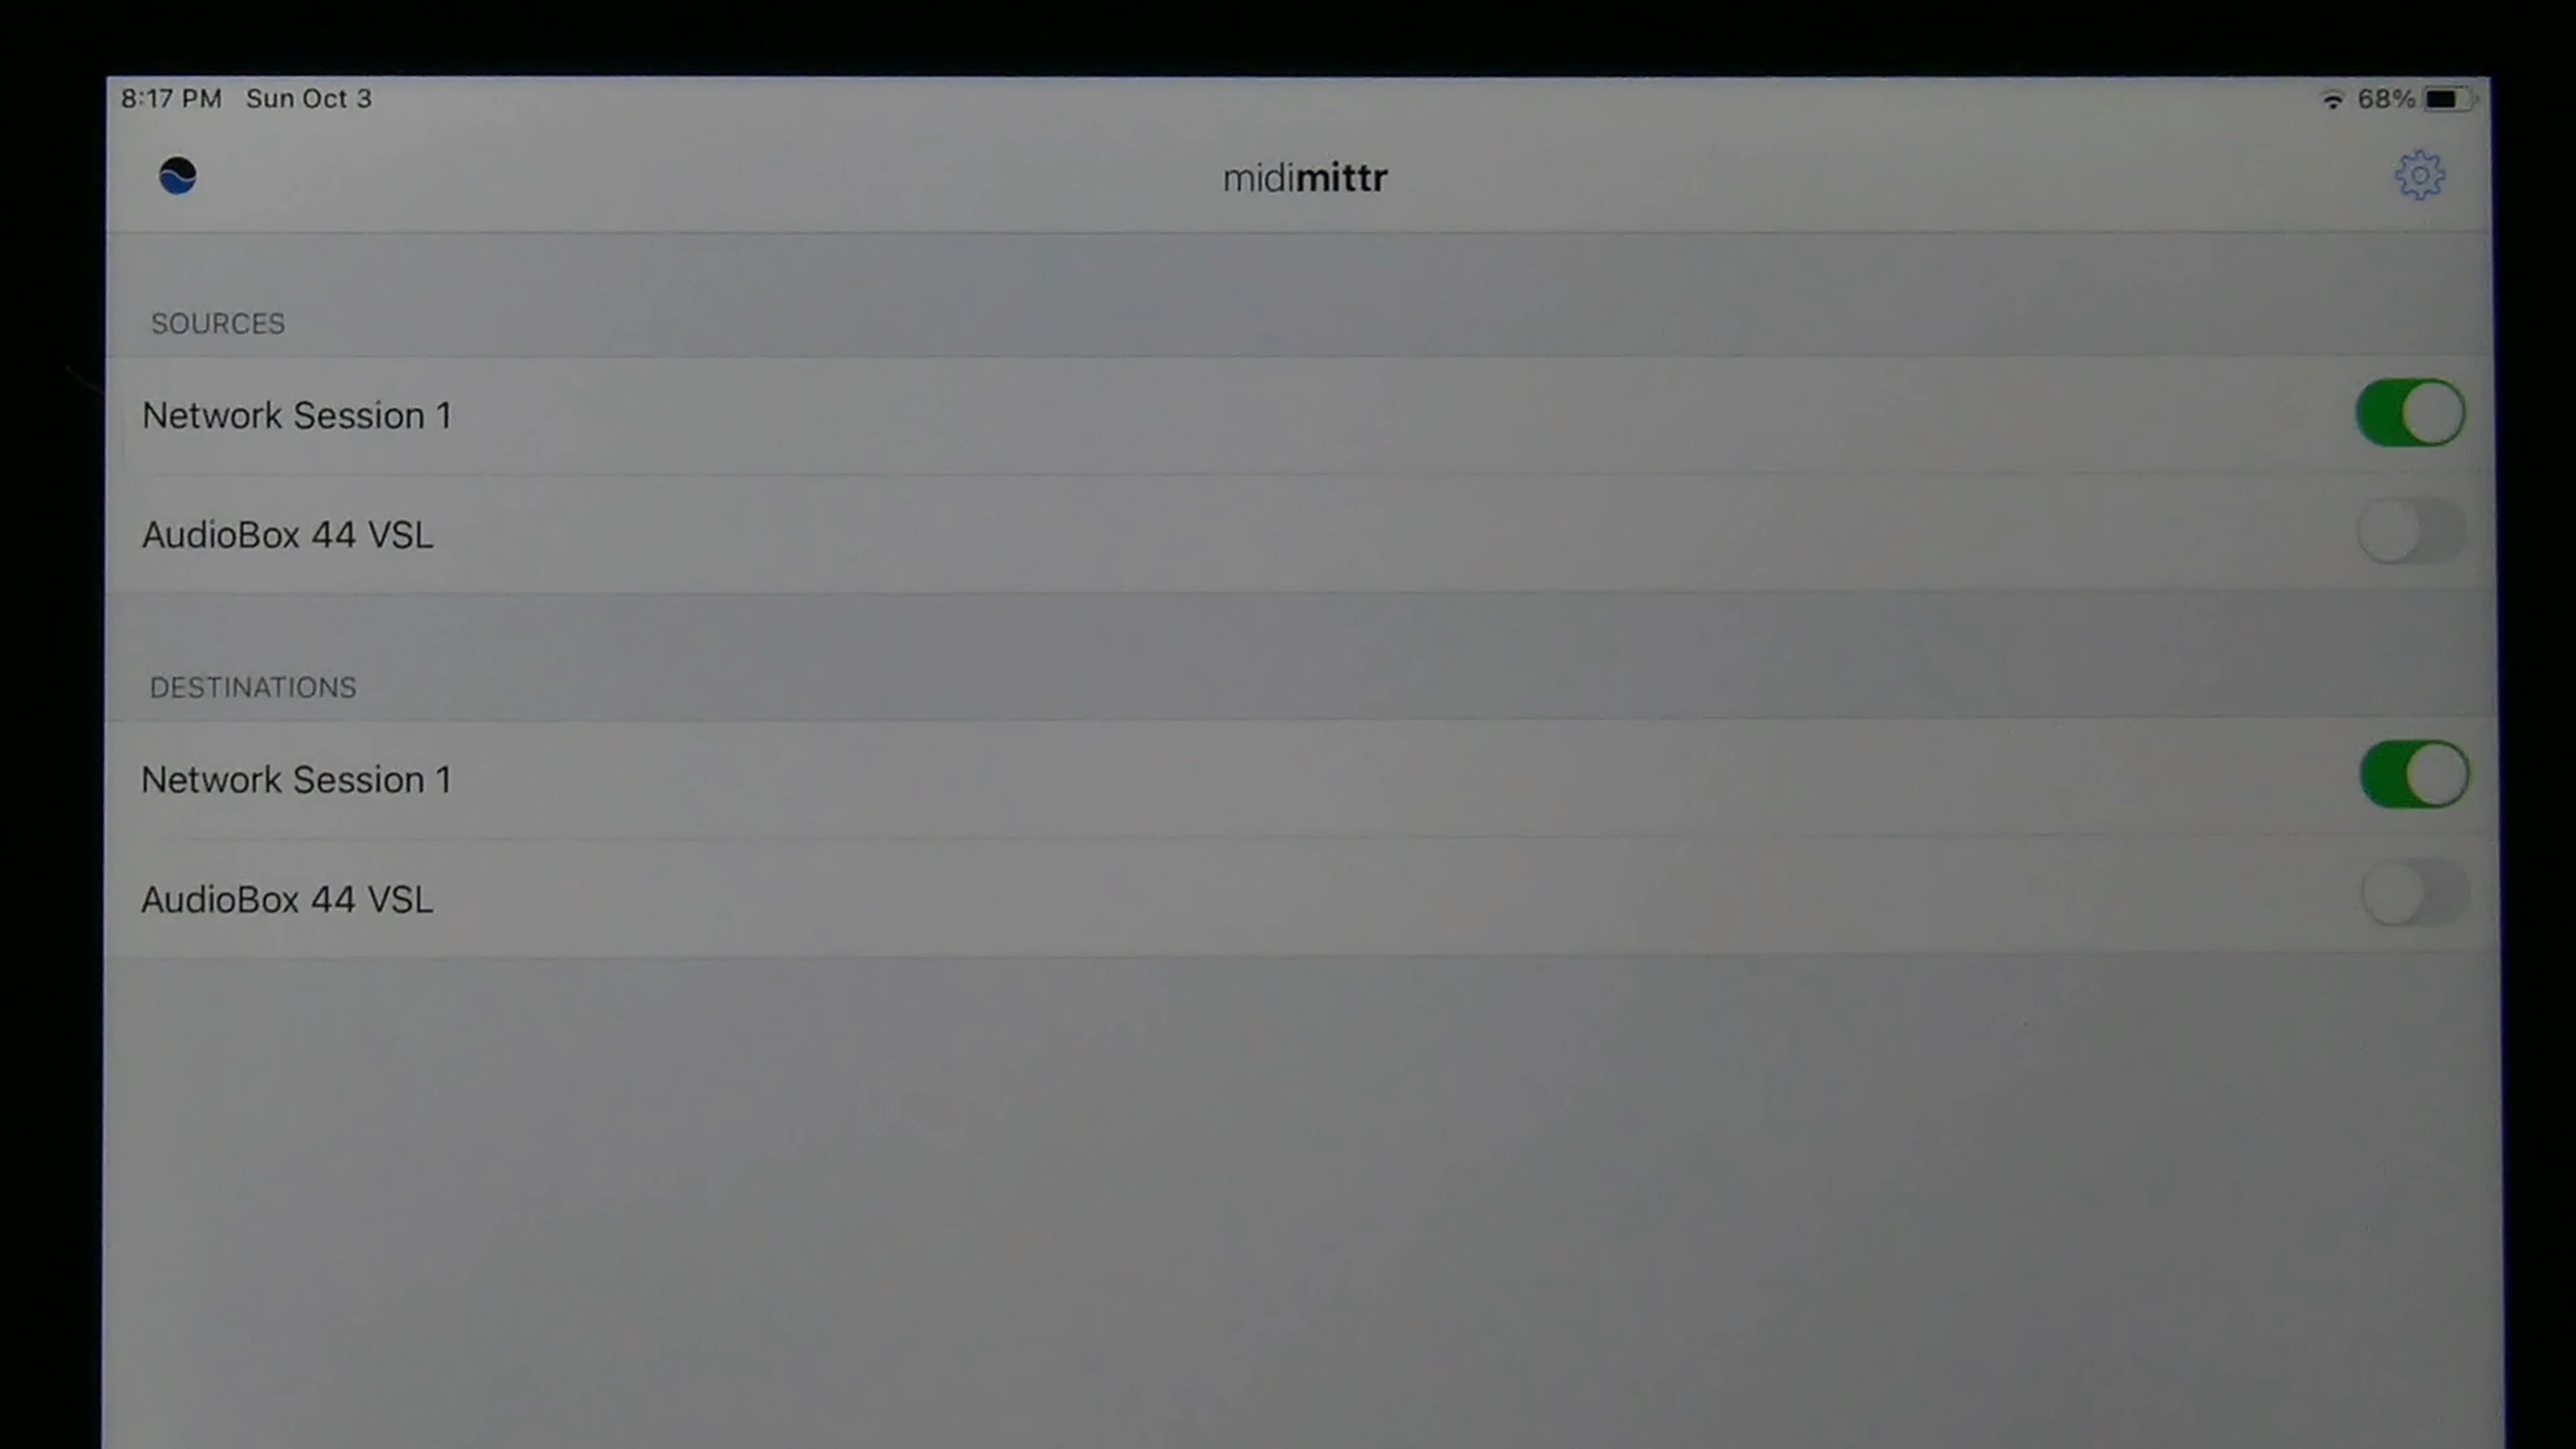 8:17 PM Sun Oct 3
68%
midimittr
SOURCES
Network Session 1
AudioBox 44 VSL
DESTINATIONS
Network Session 1
AudioBox 44 VSL